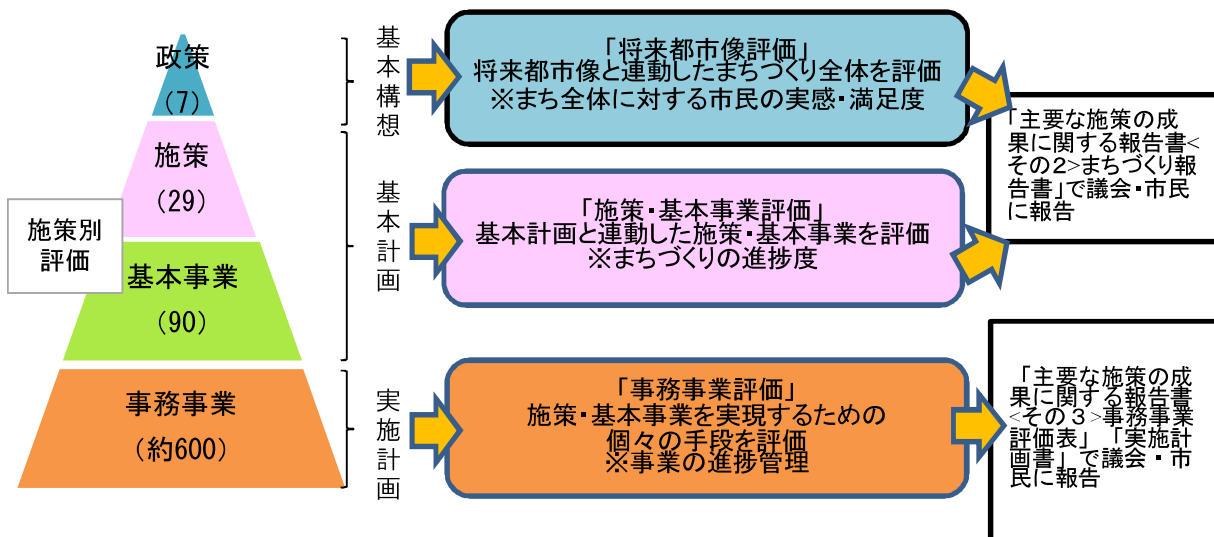 政策
(7)
施策
(29)
施策別
評価
基本事業
(90)
事務事業
(約600)
基本構想
基本計画
実施計画
「将来都市像評価」
将来都市像と連動したまちづくり全体を評価
※まち全体に対する市民の実感・満足度
「施策・基本事業評価」
基本計画と連動した施策・基本事業を評価
※まちづくりの進捗度
「事務事業評価」
施策・基本事業を実現するための
個々の手段を評価
※事業の進捗管理
「主要な施策の成
果に関する報告書<
その2>まちづくり報
告書」で議会・市民
に報告
「主要な施策の成
果に関する報告書
<その３>事務事業
評価表」「実施計
画書」で議会・市
民に報告